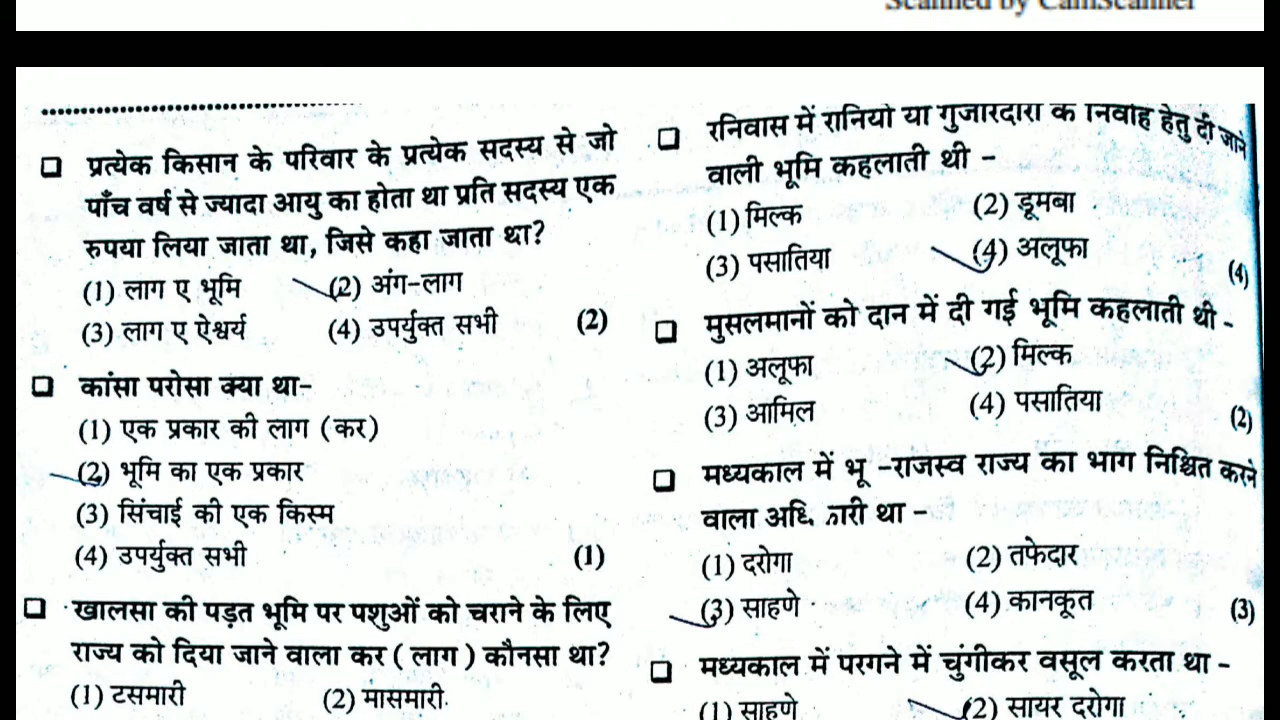 Scanned by CamScanner
❑ प्रत्येक किसान के परिवार के प्रत्येक सदस्य से जो
पाँच वर्ष से ज्यादा आयु का होता था प्रति सदस्य एक
रुपया लिया जाता था, जिसे कहा जाता था?
(1) लाग ए भूमि (2) अंग-लाग
(3) लाग ए ऐश्वर्य (4) उपर्युक्त सभी (2)
❑ कांसा परोसा क्या था-
(1) एक प्रकार की लाग (कर)
(2) भूमि का एक प्रकार
(3) सिंचाई की एक किस्म
(4) उपर्युक्त सभी (1)
❑ खालसा की पड़त भूमि पर पशुओं को चराने के लिए
राज्य को दिया जाने वाला कर (लाग) कौनसा था?
(1) टसमारी (2) मासमारी
❑ रनिवास में रानियों या गुजारदारा क निर्वाह हेतु दी जाने
वाली भूमि कहलाती थी -
(1) मिल्क (2) डूमबा
(3) पसातिया (4) अलूफा (4)
❑ मुसलमानों को दान में दी गई भूमि कहलाती थी -
(1) अलूफा (2) मिल्क
(3) आमिल (4) पसातिया (2)
❑ मध्यकाल में भू -राजस्व राज्य का भाग निश्चित करने
वाला अधिकारी था -
(1) दरोगा (2) तफेदार
(3) साहणे (4) कानकूत (3)
❑ मध्यकाल में परगने में चुंगीकर वसूल करता था -
(1) साहणे (2) सायर दरोगा